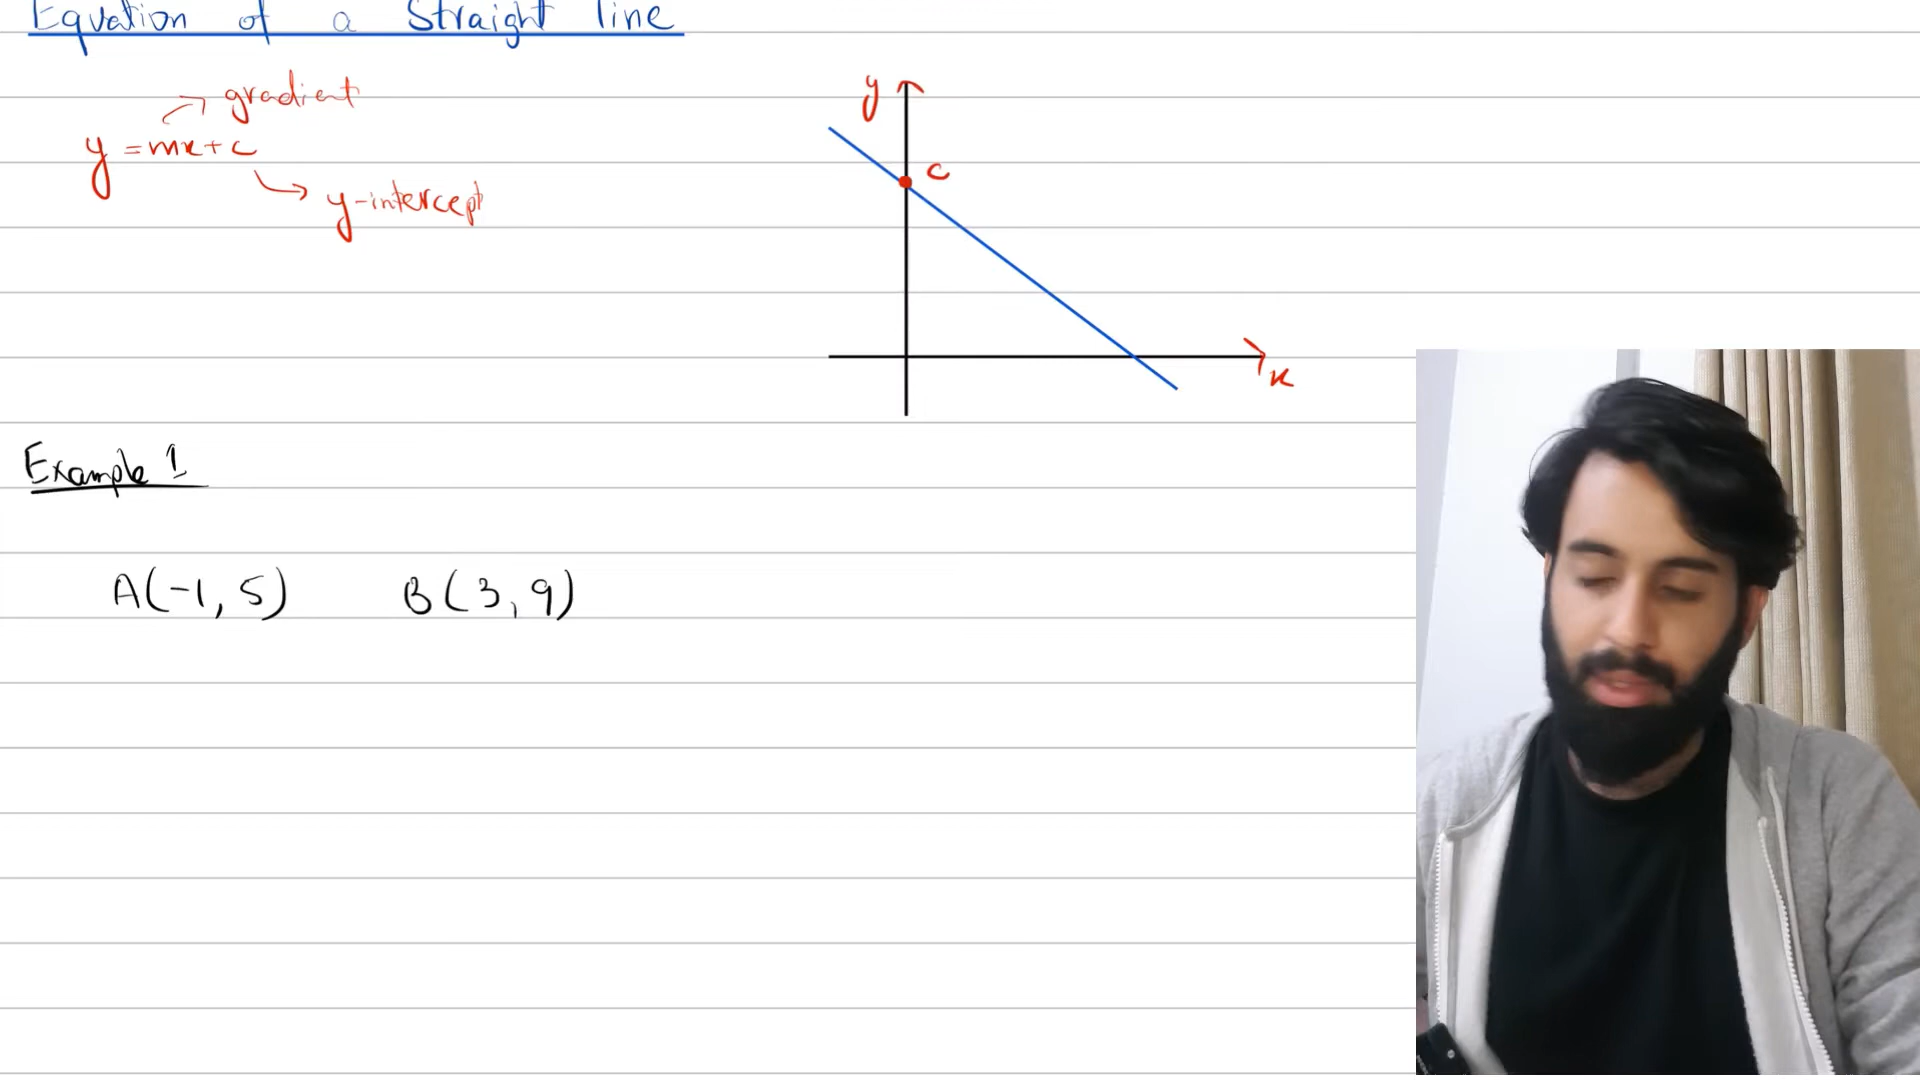 Equation of a Straight line
gradient
y = mx + c
y-intercept
y
c
x
Example 1
A(-1, 5) B(3, 9)